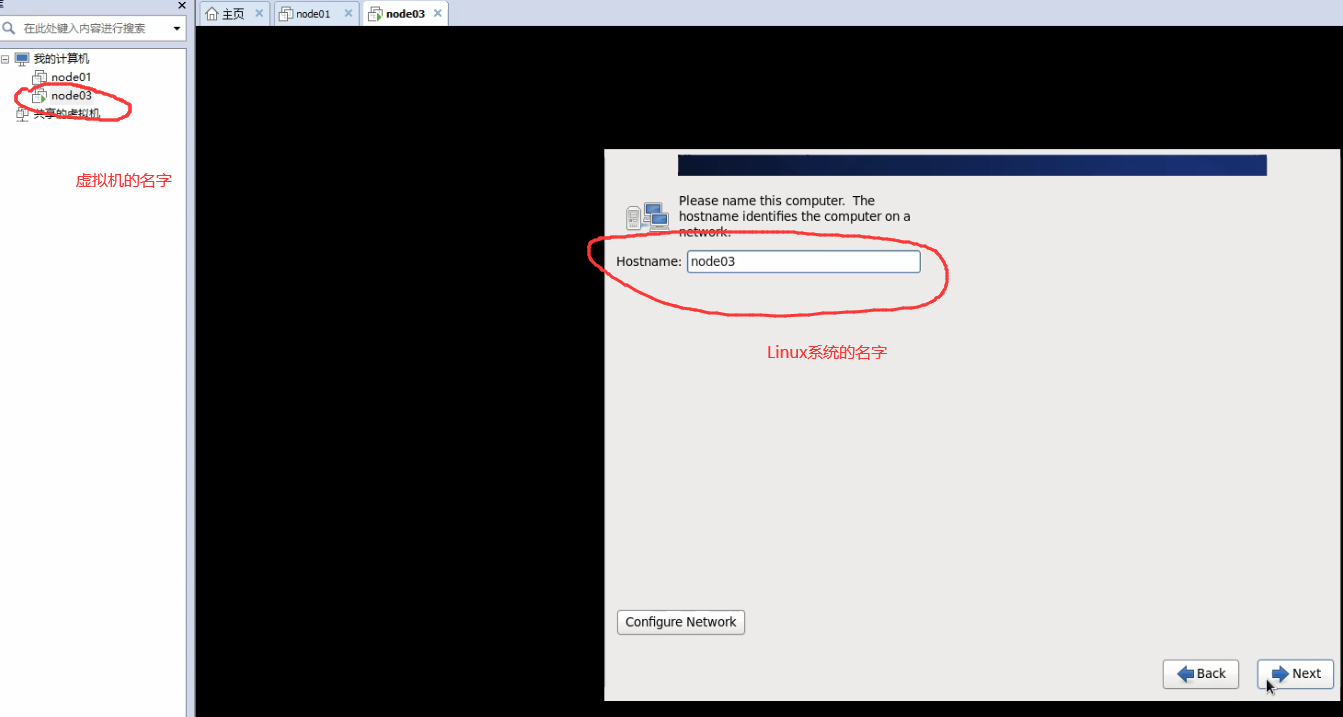 主页
node01
node03
在此处键入内容进行搜索
我的计算机
node01
node03
共享的虚拟机
虚拟机的名字
Please name this computer.  The
hostname identifies the computer on a
network.
Hostname: node03
Linux系统的名字
Configure Network
Back
Next